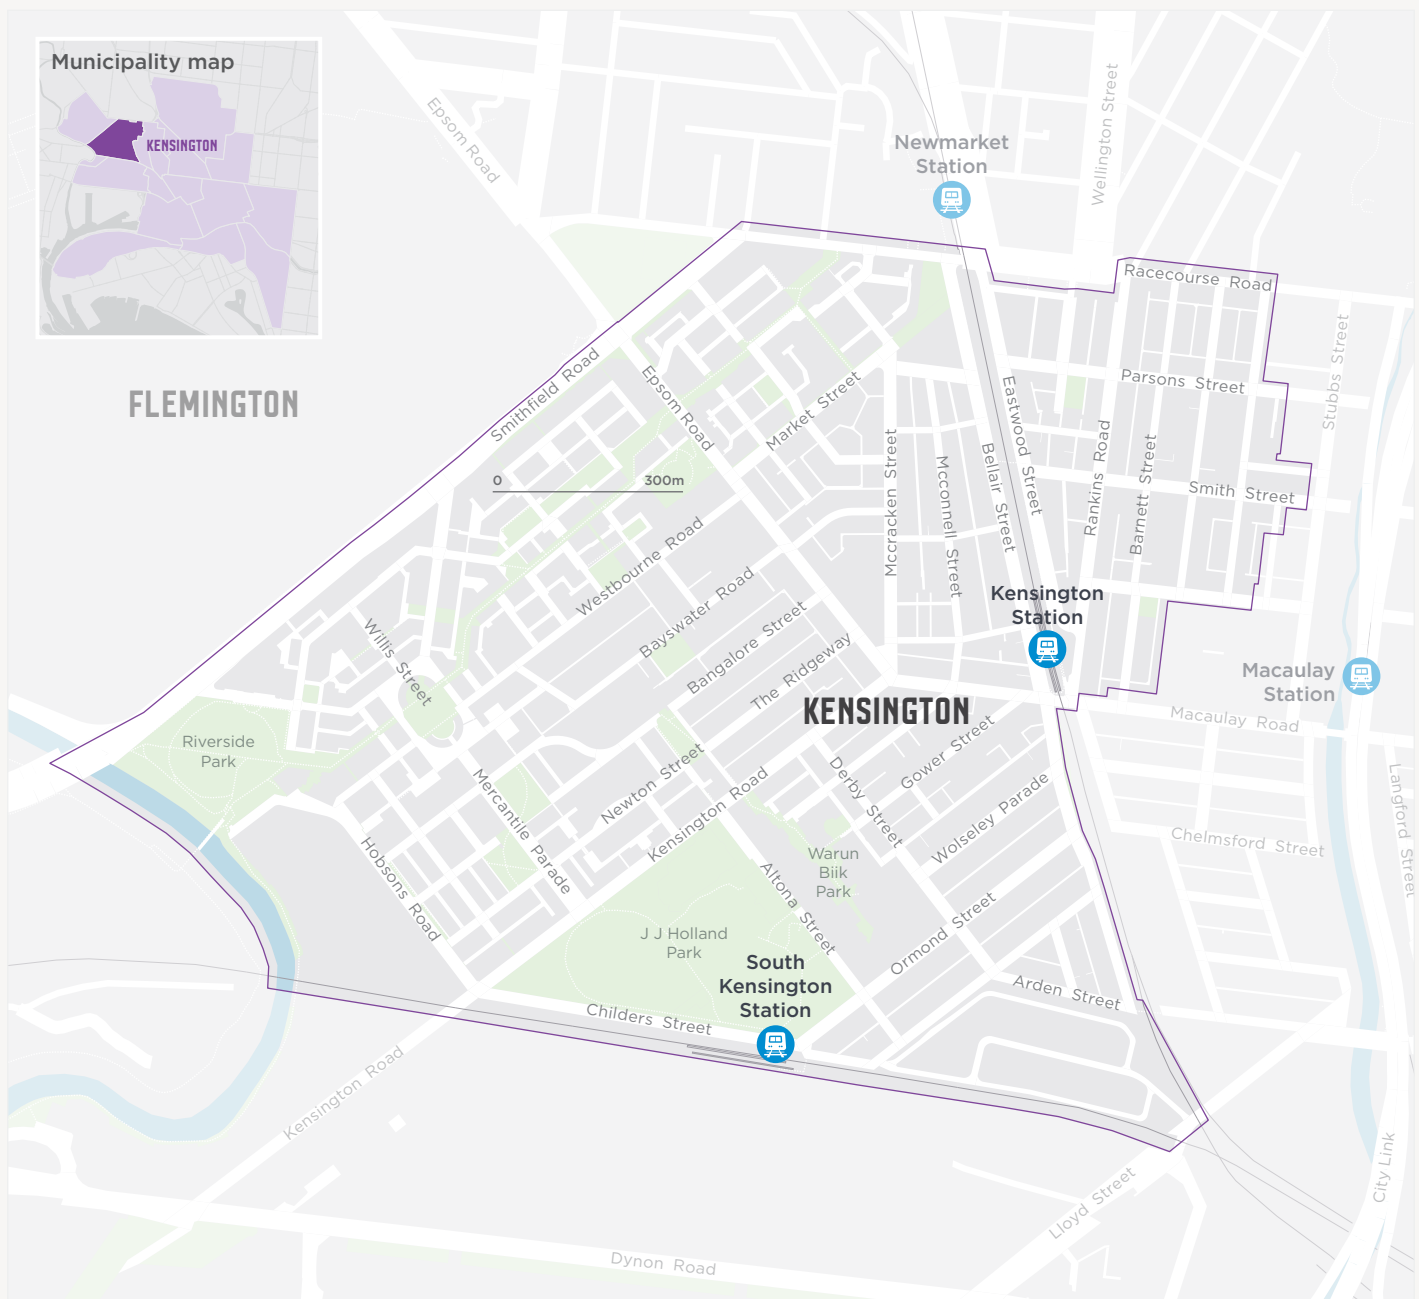 Municipality map
KENSINGTON
Epsom Road
Newmarket
Station
Wellington Street
Racecourse Road
FLEMINGTON
Smithfield Road
Epsom Road
Market Street
Parsons Street
Stubbs Street
Eastwood Street
Rankins Road
Barnett Street
Smith Street
Mccracken Street
Mcconnell Street
Bellair Street
0
300m
Westbourne Road
Bayswater Road
Bangalore Street
The Ridgeway
Kensington
Station
Willis Street
Macaulay
Station
KENSINGTON
Macaulay Road
Riverside
Park
Gower Street
Derby Street
Wolseley Parade
Newton Street
Kensington Road
Mercantile Parade
Hobsons Road
Langford Street
Chelmsford Street
Warun
Biik
Park
Altona Street
J J Holland
Park
Ormond Street
South
Kensington
Station
Arden Street
Childers Street
Kensington Road
Lloyd Street
City Link
Dynon Road